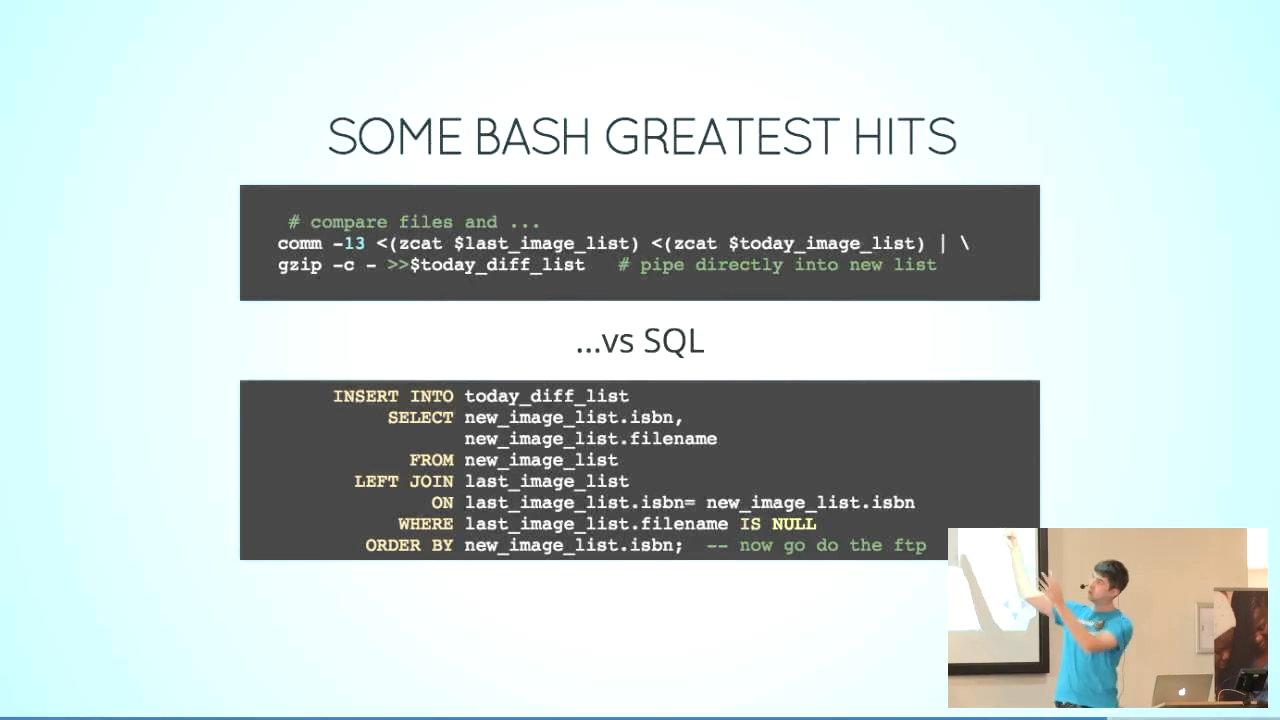 SOME BASH GREATEST HITS
# compare files and ...
comm -13 <(zcat $last_image_list) <(zcat $today_image_list) | \
gzip -c - >>$today_diff_list # pipe directly into new list
...vs SQL
INSERT INTO today_diff_list
SELECT new_image_list.isbn,
new_image_list.filename
FROM new_image_list
LEFT JOIN last_image_list
ON last_image_list.isbn= new_image_list.isbn
WHERE last_image_list.filename IS NULL
ORDER BY new_image_list.isbn; -- now go do the ftp